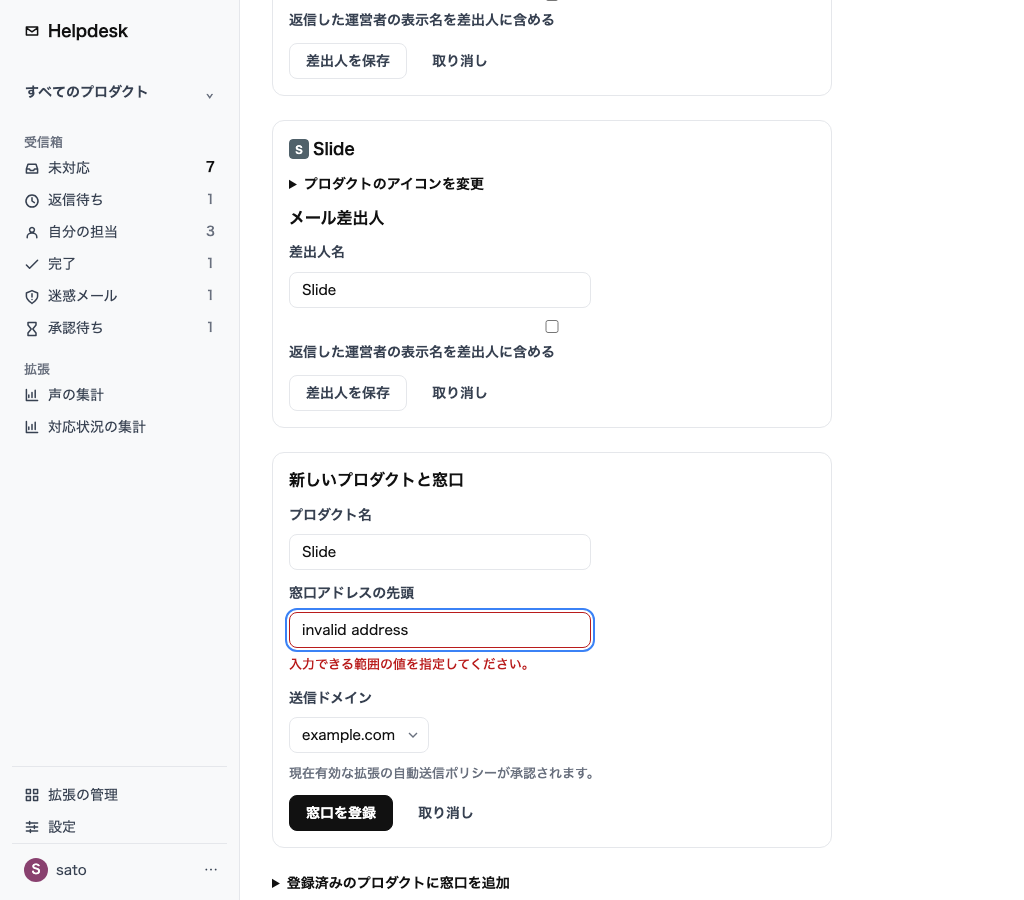 Helpdesk
すべてのプロダクト
受信箱
未対応 7
返信待ち 1
自分の担当 3
完了 1
迷惑メール 1
承認待ち 1
拡張
声の集計
対応状況の集計
拡張の管理
設定
S sato ...
返信した運営者の表示名を差出人に含める
差出人を保存 取り消し
S Slide
プロダクトのアイコンを変更
メール差出人
差出人名
Slide
返信した運営者の表示名を差出人に含める
差出人を保存 取り消し
新しいプロダクトと窓口
プロダクト名
Slide
窓口アドレスの先頭
invalid address
入力できる範囲の値を指定してください。
送信ドメイン
example.com
現在有効な拡張の自動送信ポリシーが承認されます。
窓口を登録 取り消し
登録済みのプロダクトに窓口を追加